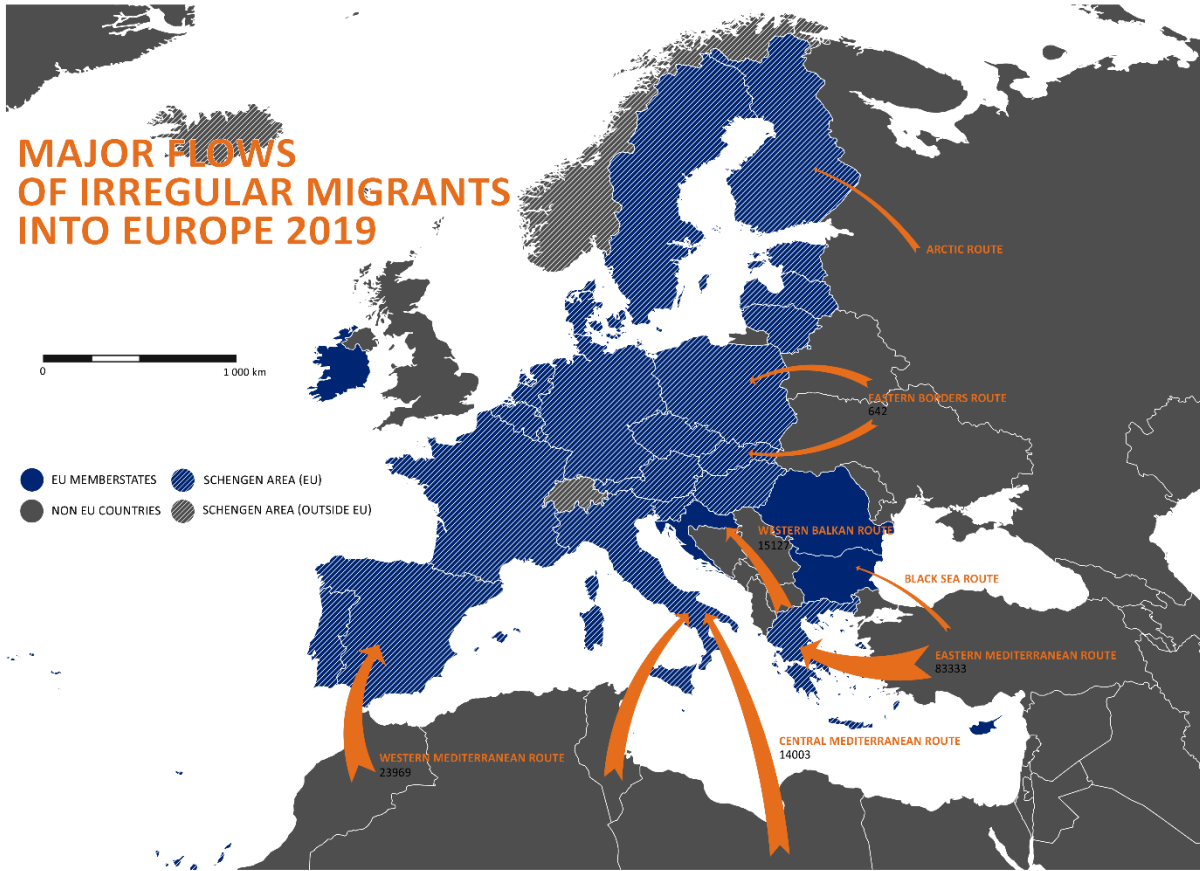 MAJOR FLOWS
OF IRREGULAR MIGRANTS
INTO EUROPE 2019
ARCTIC ROUTE
0 1 000 km
EASTERN BORDERS ROUTE
642
EU MEMBERSTATES SCHENGEN AREA (EU)
NON EU COUNTRIES SCHENGEN AREA (OUTSIDE EU)
WESTERN BALKAN ROUTE
15127
BLACK SEA ROUTE
EASTERN MEDITERRANEAN ROUTE
83333
CENTRAL MEDITERRANEAN ROUTE
14003
WESTERN MEDITERRANEAN ROUTE
23969